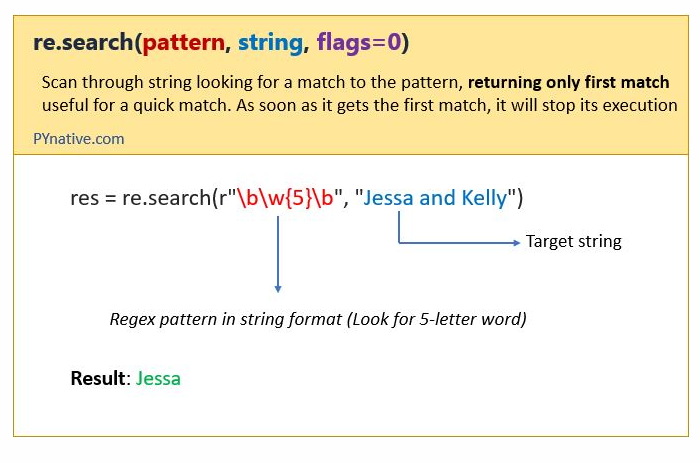 re.search(pattern, string, flags=0)
Scan through string looking for a match to the pattern, returning only first match
useful for a quick match. As soon as it gets the first match, it will stop its execution
PYnative.com
res = re.search(r"\b\w{5}\b", "Jessa and Kelly")
Target string
Regex pattern in string format (Look for 5-letter word)
Result: Jessa